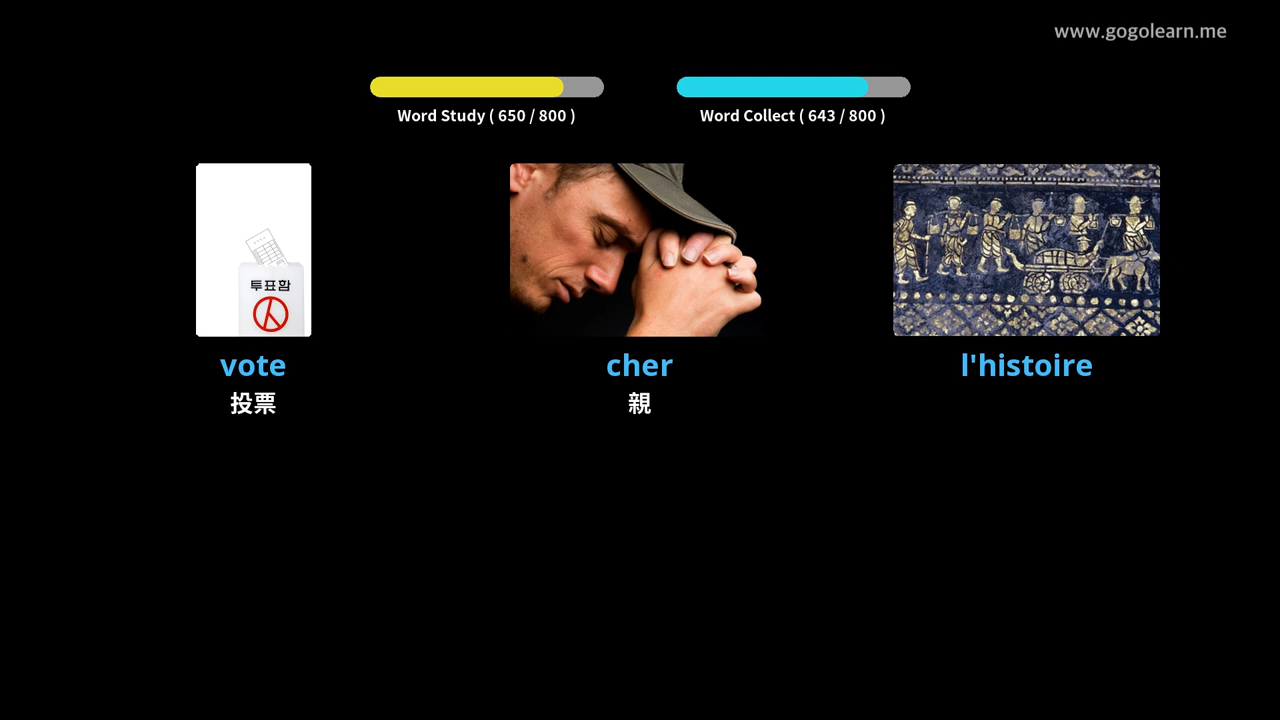 www.gogolearn.me
Word Study ( 650 / 800 )
Word Collect ( 643 / 800 )
투표함
vote
cher
l'histoire
投票
親